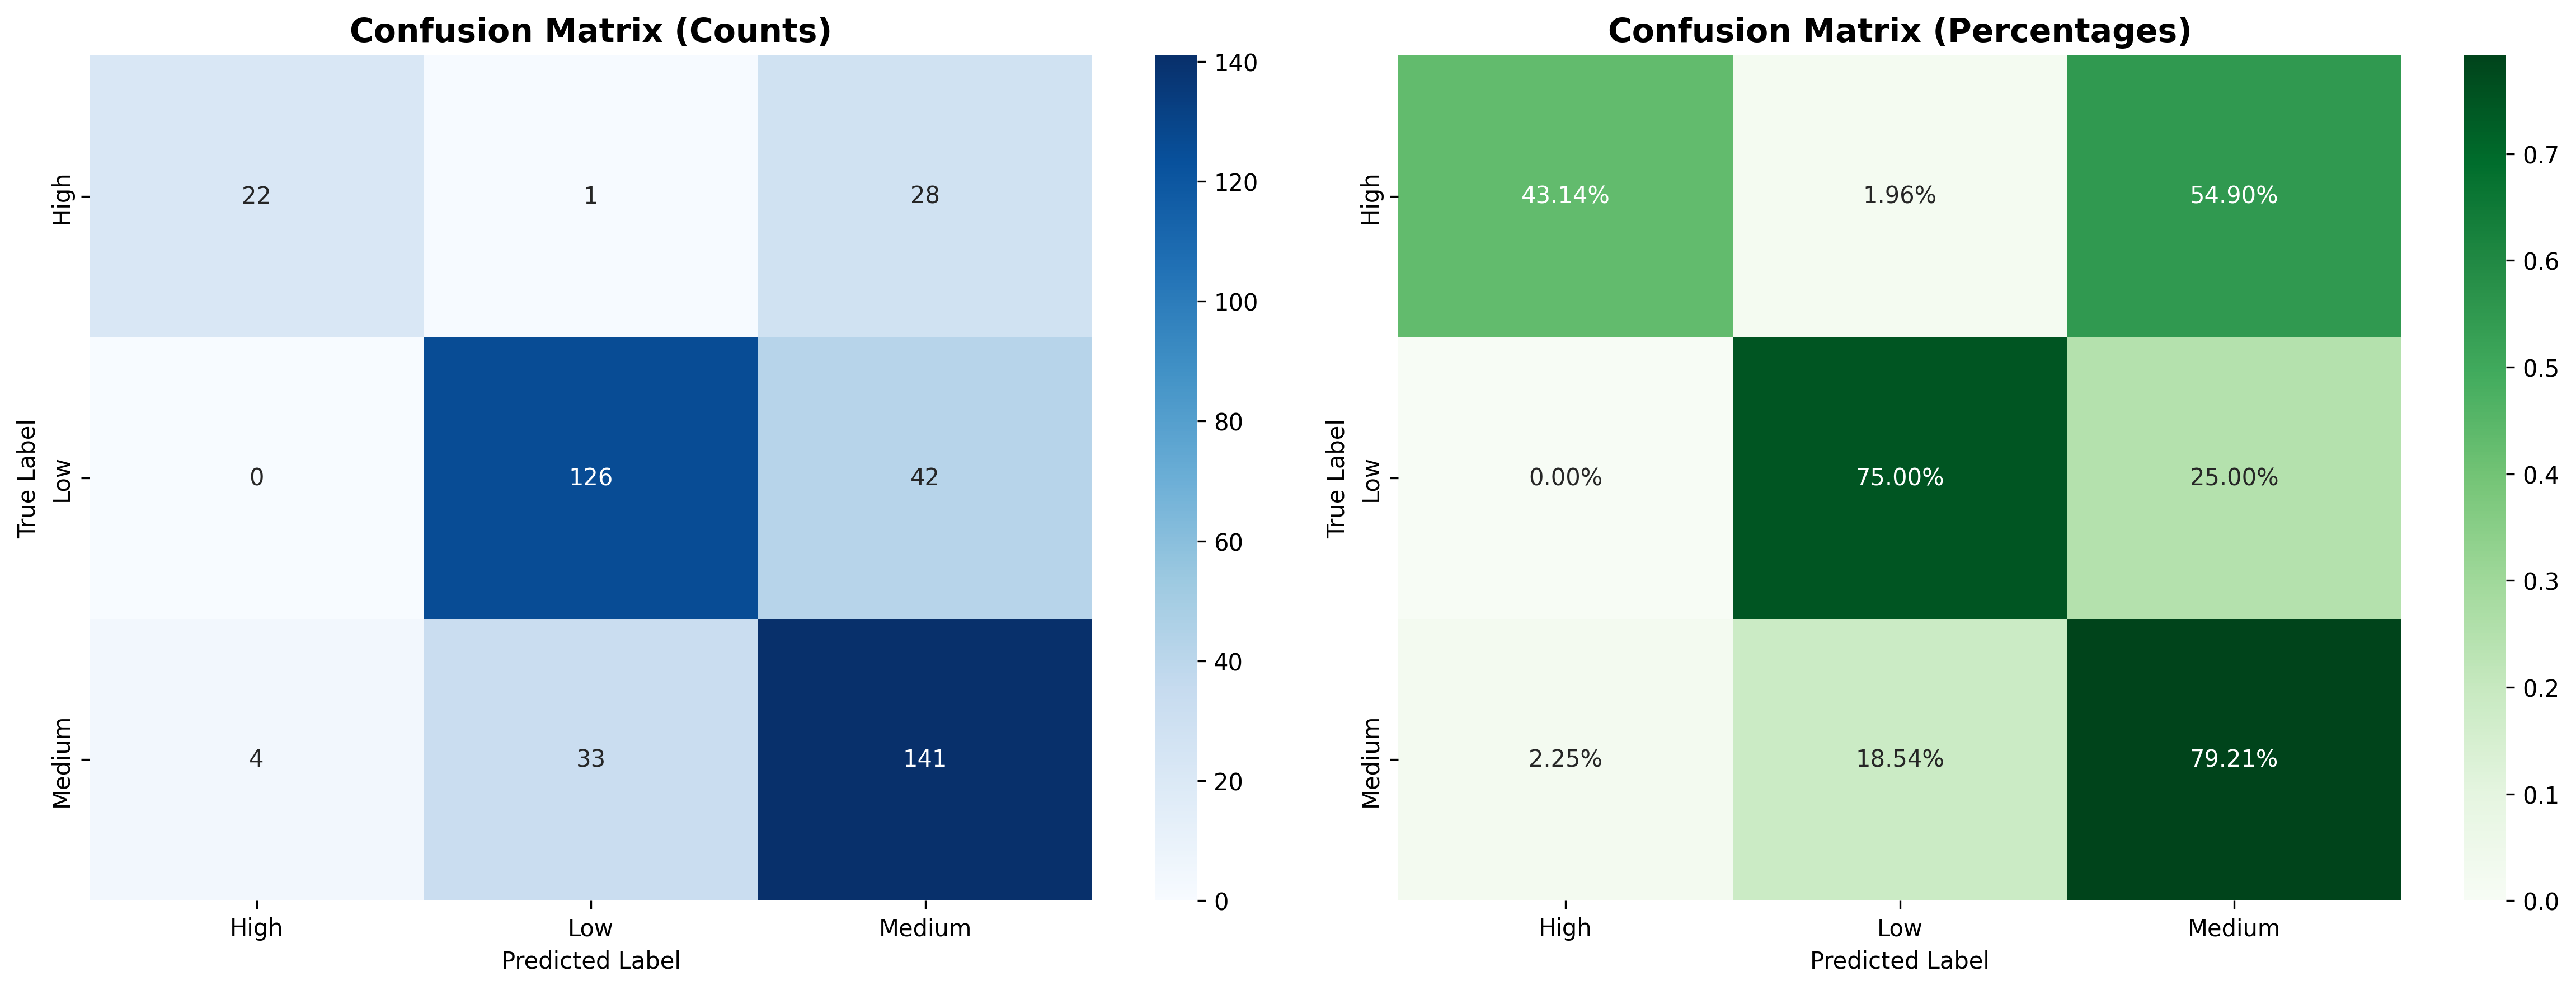 Confusion Matrix (Counts)
True Label
High
Low
Medium
22 1 28
0 126 42
4 33 141
High Low Medium
Predicted Label
140
120
100
80
60
40
20
0
Confusion Matrix (Percentages)
True Label
High
Low
Medium
43.14% 1.96% 54.90%
0.00% 75.00% 25.00%
2.25% 18.54% 79.21%
High Low Medium
Predicted Label
0.7
0.6
0.5
0.4
0.3
0.2
0.1
0.0